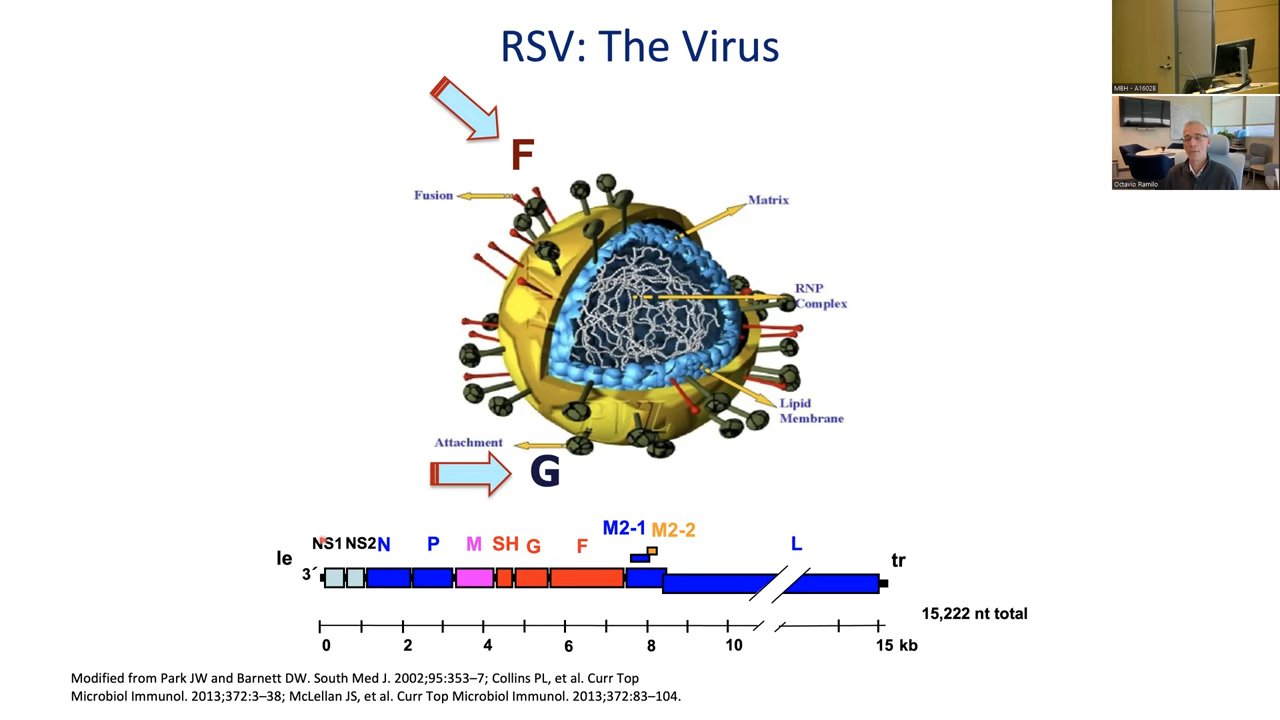 RSV: The Virus
MBH - A1602B
Octavio Ramilo
F
Fusion
Matrix
RNP
Complex
Lipid
Membrane
Attachment
G
M2-1 M2-2
NS1 NS2 N P M SH G F L
le tr
3´
15,222 nt total
0 2 4 6 8 10 15 kb
Modified from Park JW and Barnett DW. South Med J. 2002;95:353–7; Collins PL, et al. Curr Top
Microbiol Immunol. 2013;372:3–38; McLellan JS, et al. Curr Top Microbiol Immunol. 2013;372:83–104.